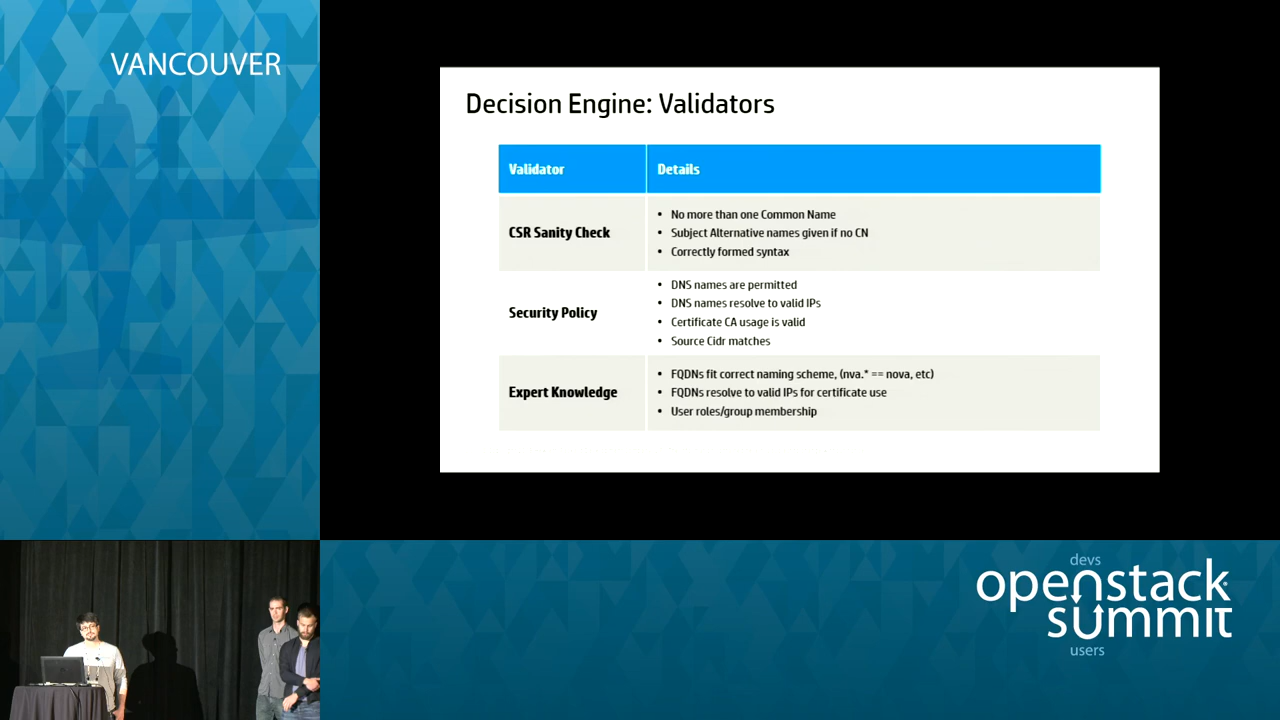 VANCOUVER
Decision Engine: Validators
Validator
Details
CSR Sanity Check
• No more than one Common Name
• Subject Alternative names given if no CN
• Correctly formed syntax
Security Policy
• DNS names are permitted
• DNS names resolve to valid IPs
• Certificate CA usage is valid
• Source Cidr matches
Expert Knowledge
• FQDNs fit correct naming scheme, (nva.* == nova, etc)
• FQDNs resolve to valid IPs for certificate use
• User roles/group membership
devs
openstack
summit
users